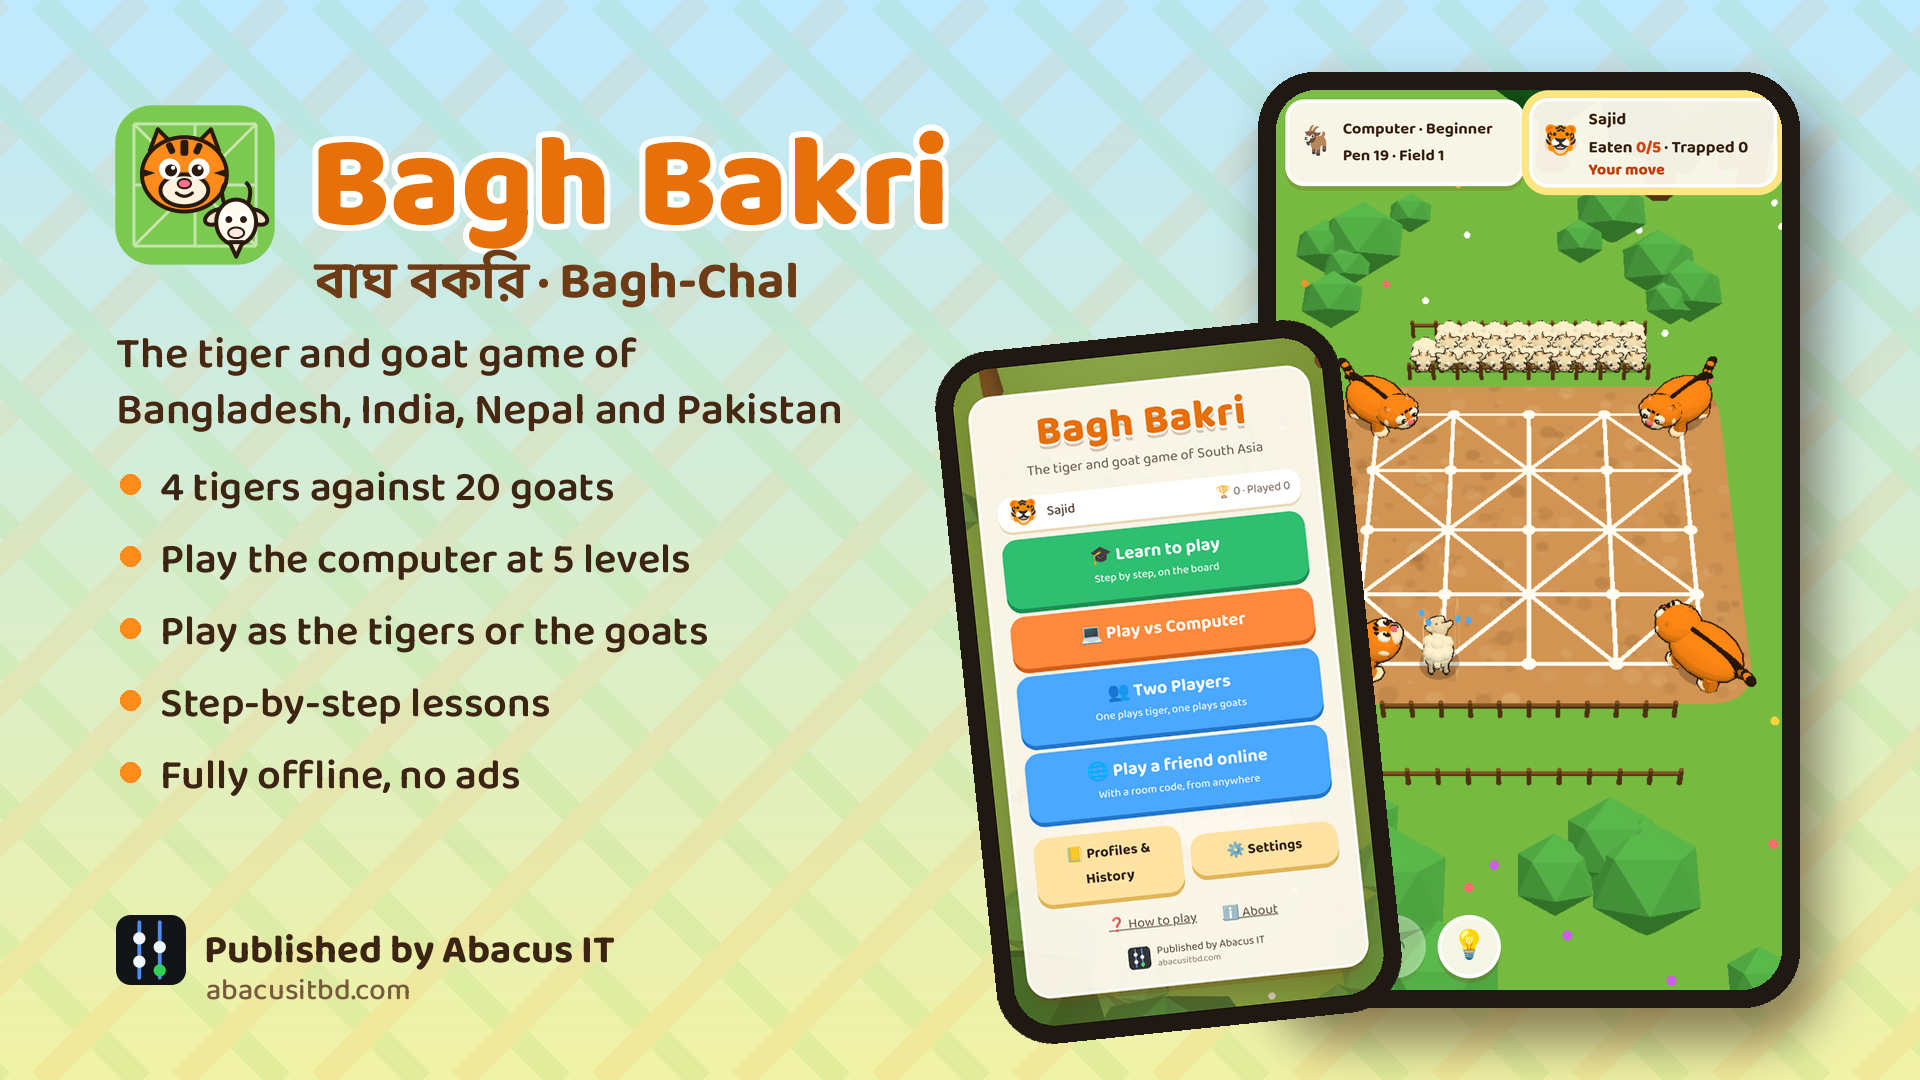 Bagh Bakri
বাঘ বকরি · Bagh-Chal
The tiger and goat game of
Bangladesh, India, Nepal and Pakistan
4 tigers against 20 goats
Play the computer at 5 levels
Play as the tigers or the goats
Step-by-step lessons
Fully offline, no ads
Published by Abacus IT
abacusitbd.com
Bagh Bakri
The tiger and goat game of South Asia
Sajid
🏆 0 · Played 0
🎓 Learn to play
Step by step, on the board
💻 Play vs Computer
👥 Two Players
One plays tiger, one plays goats
🌐 Play a friend online
With a room code, from anywhere
📒 Profiles &
History
⚙️ Settings
❓ How to play
ℹ️ About
Published by Abacus IT
abacusitbd.com
Computer · Beginner
Pen 19 · Field 1
Sajid
Eaten 0/5 · Trapped 0
Your move